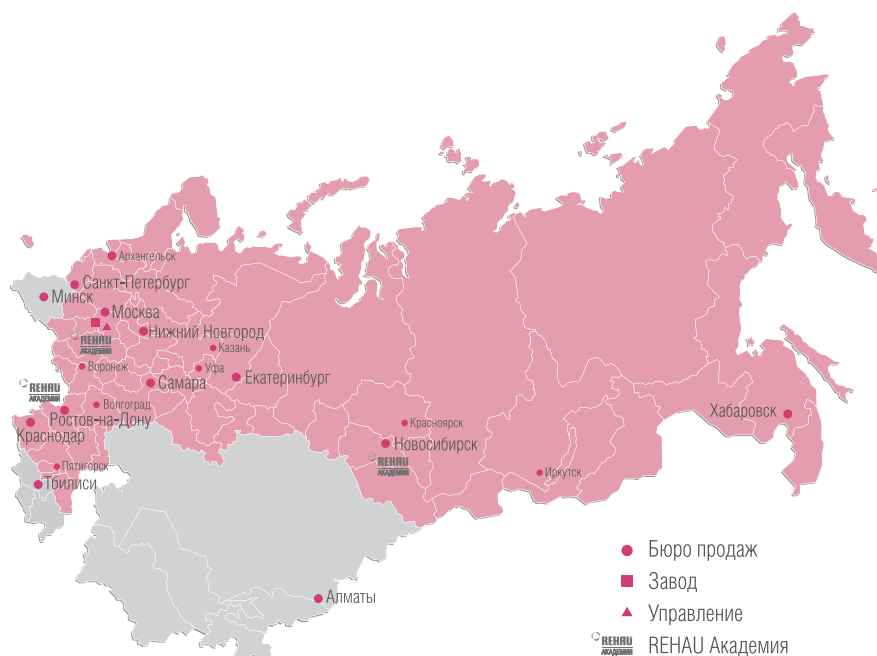 Архангельск
Санкт-Петербург
Минск
Москва
Нижний Новгород
REHAU
АКАДЕМИЯ
Казань
Воронеж
Уфа
Екатеринбург
Самара
REHAU
АКАДЕМИЯ
Волгоград
Ростов-на-Дону
Краснодар
Хабаровск
Красноярск
Новосибирск
REHAU
АКАДЕМИЯ
Пятигорск
Иркутск
Тбилиси
Алматы
Бюро продаж
Завод
Управление
REHAU
АКАДЕМИЯ
REHAU Академия